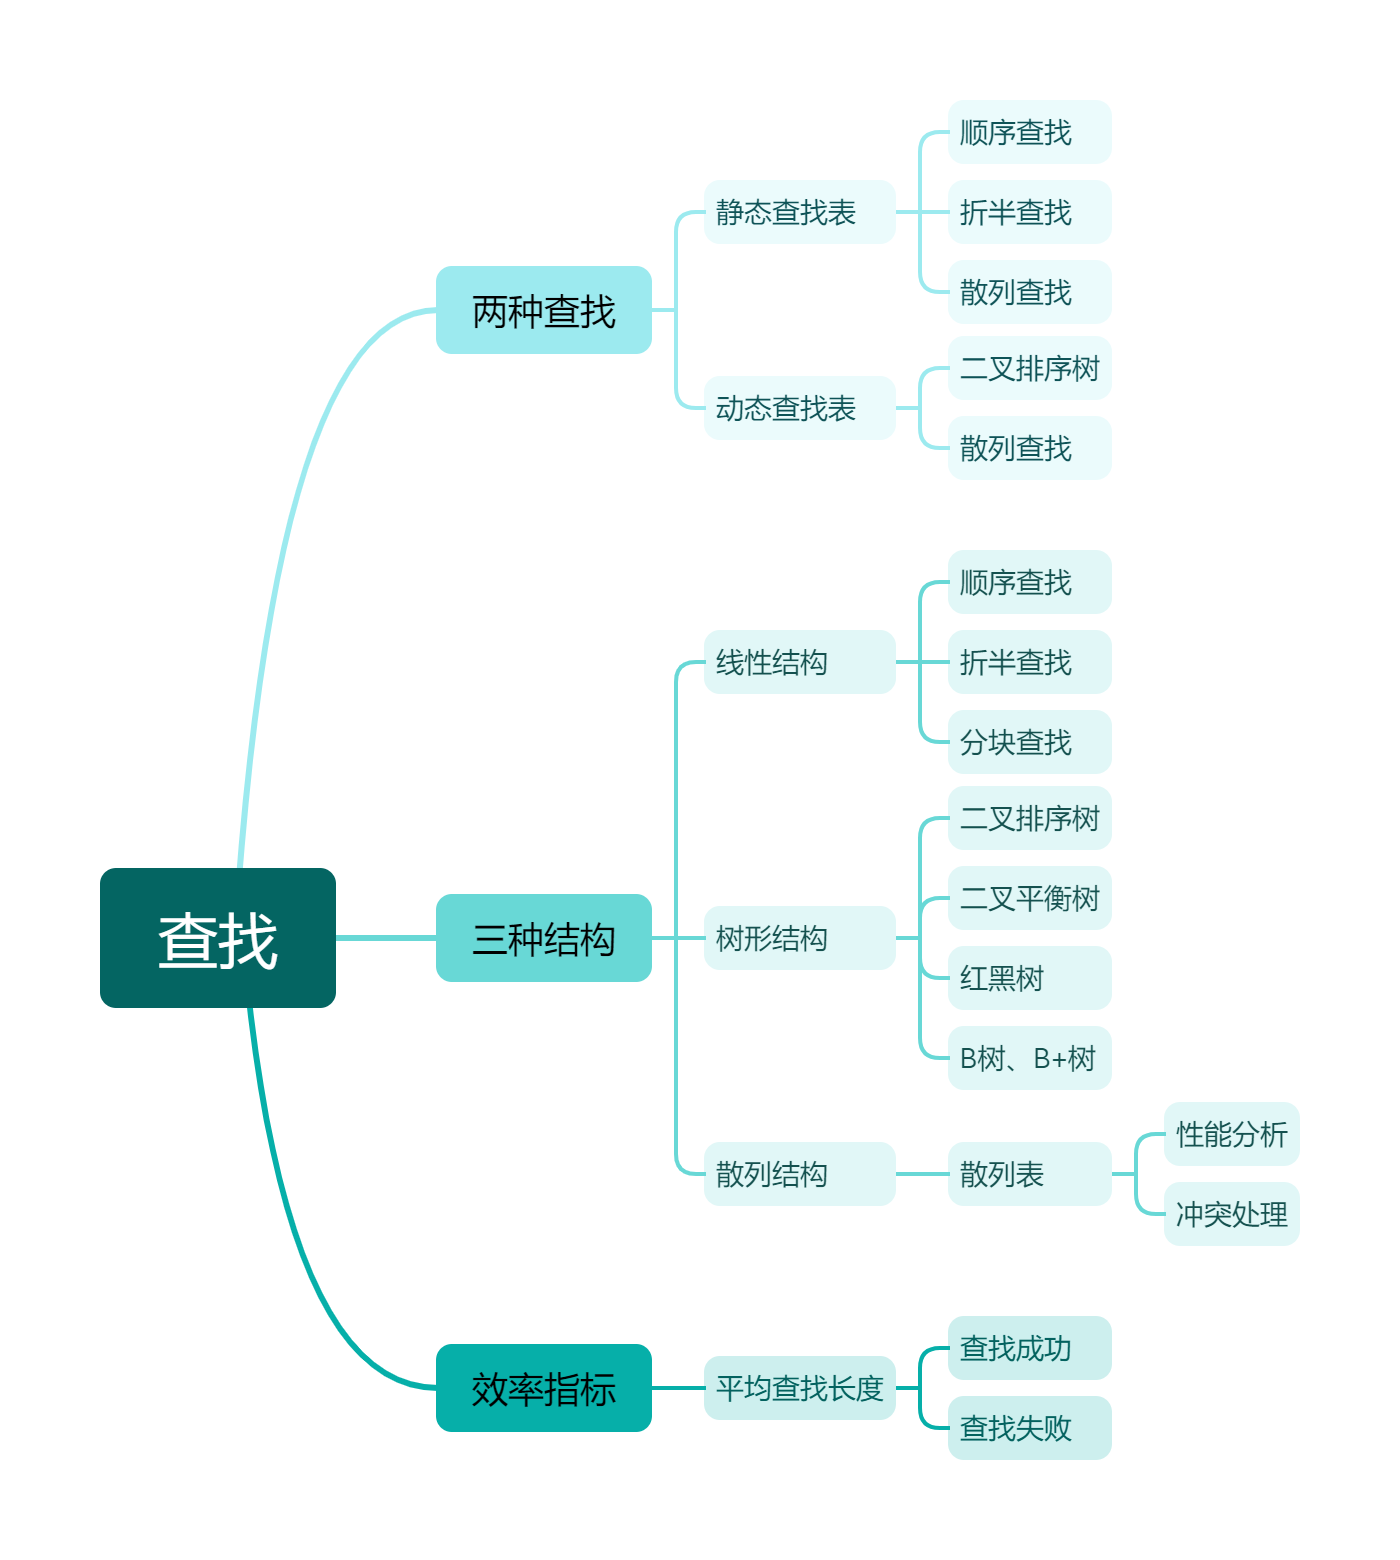 查找
两种查找
静态查找表
顺序查找
折半查找
散列查找
动态查找表
二叉排序树
散列查找
三种结构
线性结构
顺序查找
折半查找
分块查找
树形结构
二叉排序树
二叉平衡树
红黑树
B树、B+树
散列结构
散列表
性能分析
冲突处理
效率指标
平均查找长度
查找成功
查找失败